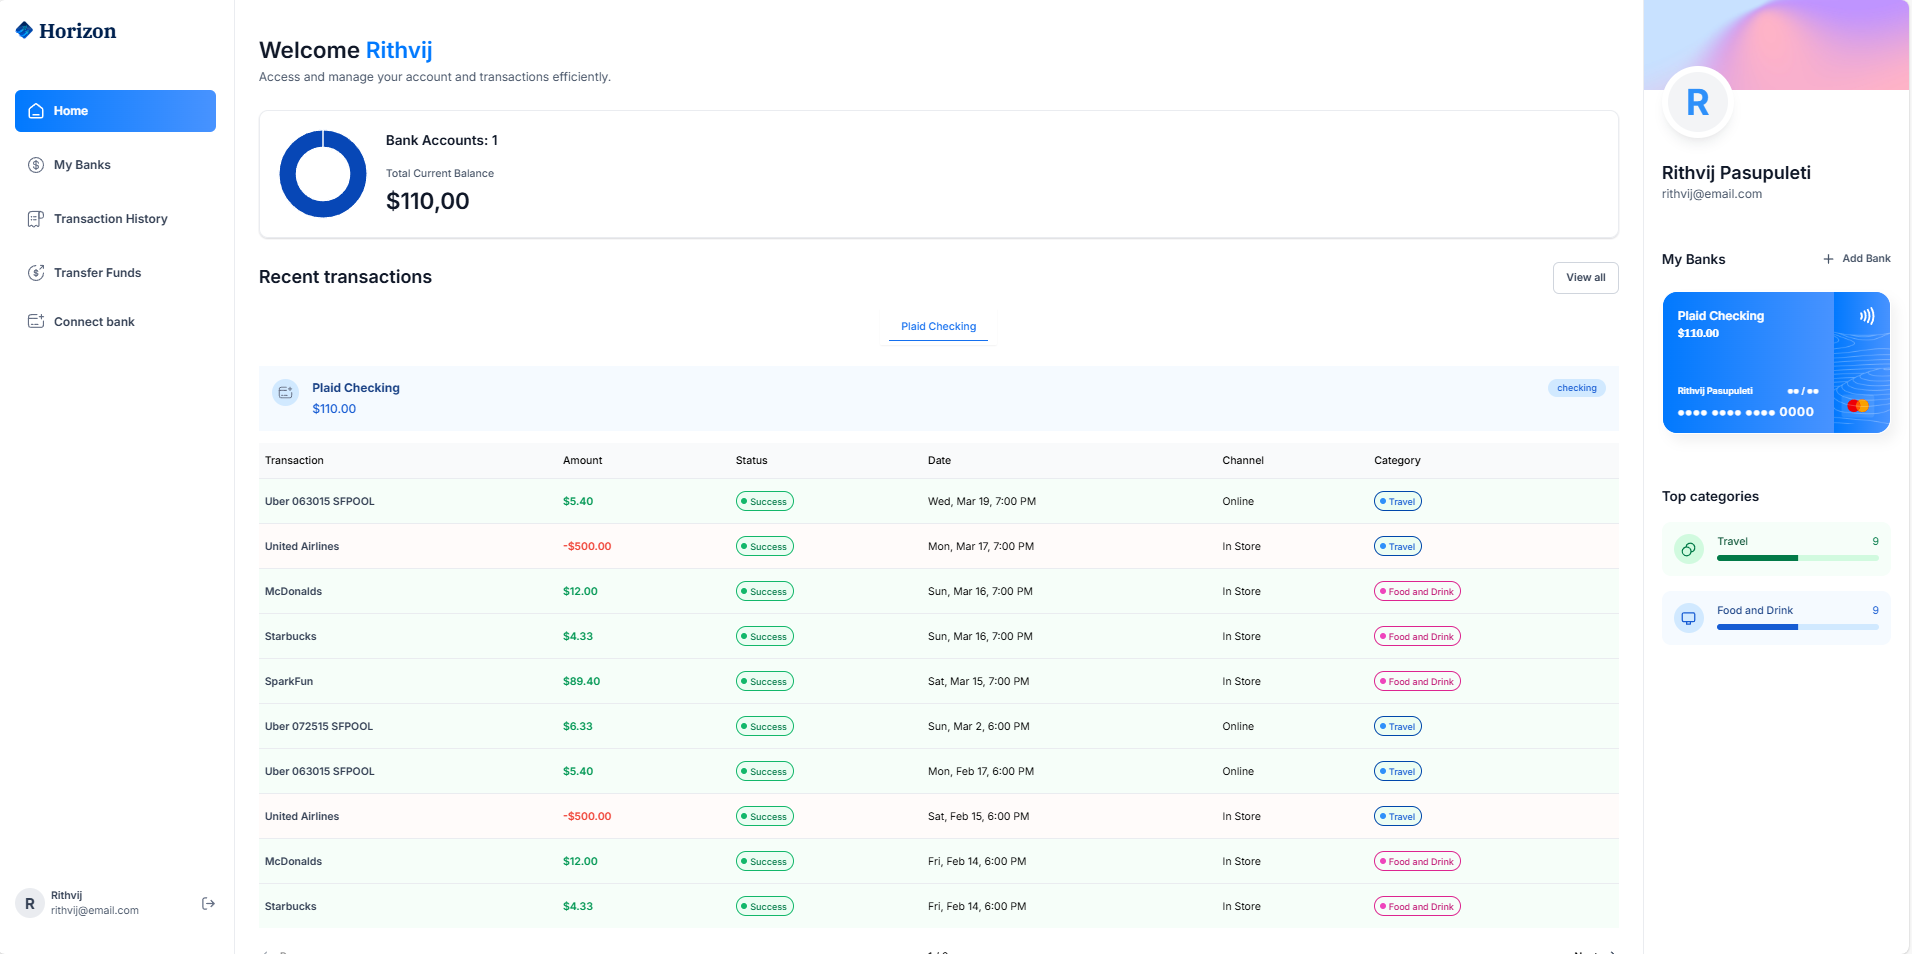 Horizon
Home
My Banks
Transaction History
Transfer Funds
Connect bank
R
Rithvij
rithvij@email.com
Welcome Rithvij
Access and manage your account and transactions efficiently.
Bank Accounts: 1
Total Current Balance
$110,00
Recent transactions
View all
Plaid Checking
Plaid Checking
$110.00
checking
Transaction Amount Status Date Channel Category
Uber 063015 SFPOOL $5.40 Success Wed, Mar 19, 7:00 PM Online Travel
United Airlines -$500.00 Success Mon, Mar 17, 7:00 PM In Store Travel
McDonalds $12.00 Success Sun, Mar 16, 7:00 PM In Store Food and Drink
Starbucks $4.33 Success Sun, Mar 16, 7:00 PM In Store Food and Drink
SparkFun $89.40 Success Sat, Mar 15, 7:00 PM In Store Food and Drink
Uber 072515 SFPOOL $6.33 Success Sun, Mar 2, 6:00 PM Online Travel
Uber 063015 SFPOOL $5.40 Success Mon, Feb 17, 6:00 PM Online Travel
United Airlines -$500.00 Success Sat, Feb 15, 6:00 PM In Store Travel
McDonalds $12.00 Success Fri, Feb 14, 6:00 PM In Store Food and Drink
Starbucks $4.33 Success Fri, Feb 14, 6:00 PM In Store Food and Drink
R
Rithvij Pasupuleti
rithvij@email.com
My Banks
+ Add Bank
Plaid Checking
$110.00
Rithvij Pasupuleti ●● / ●●
●●●● ●●●● ●●●● 0000
Top categories
Travel 9
Food and Drink 9